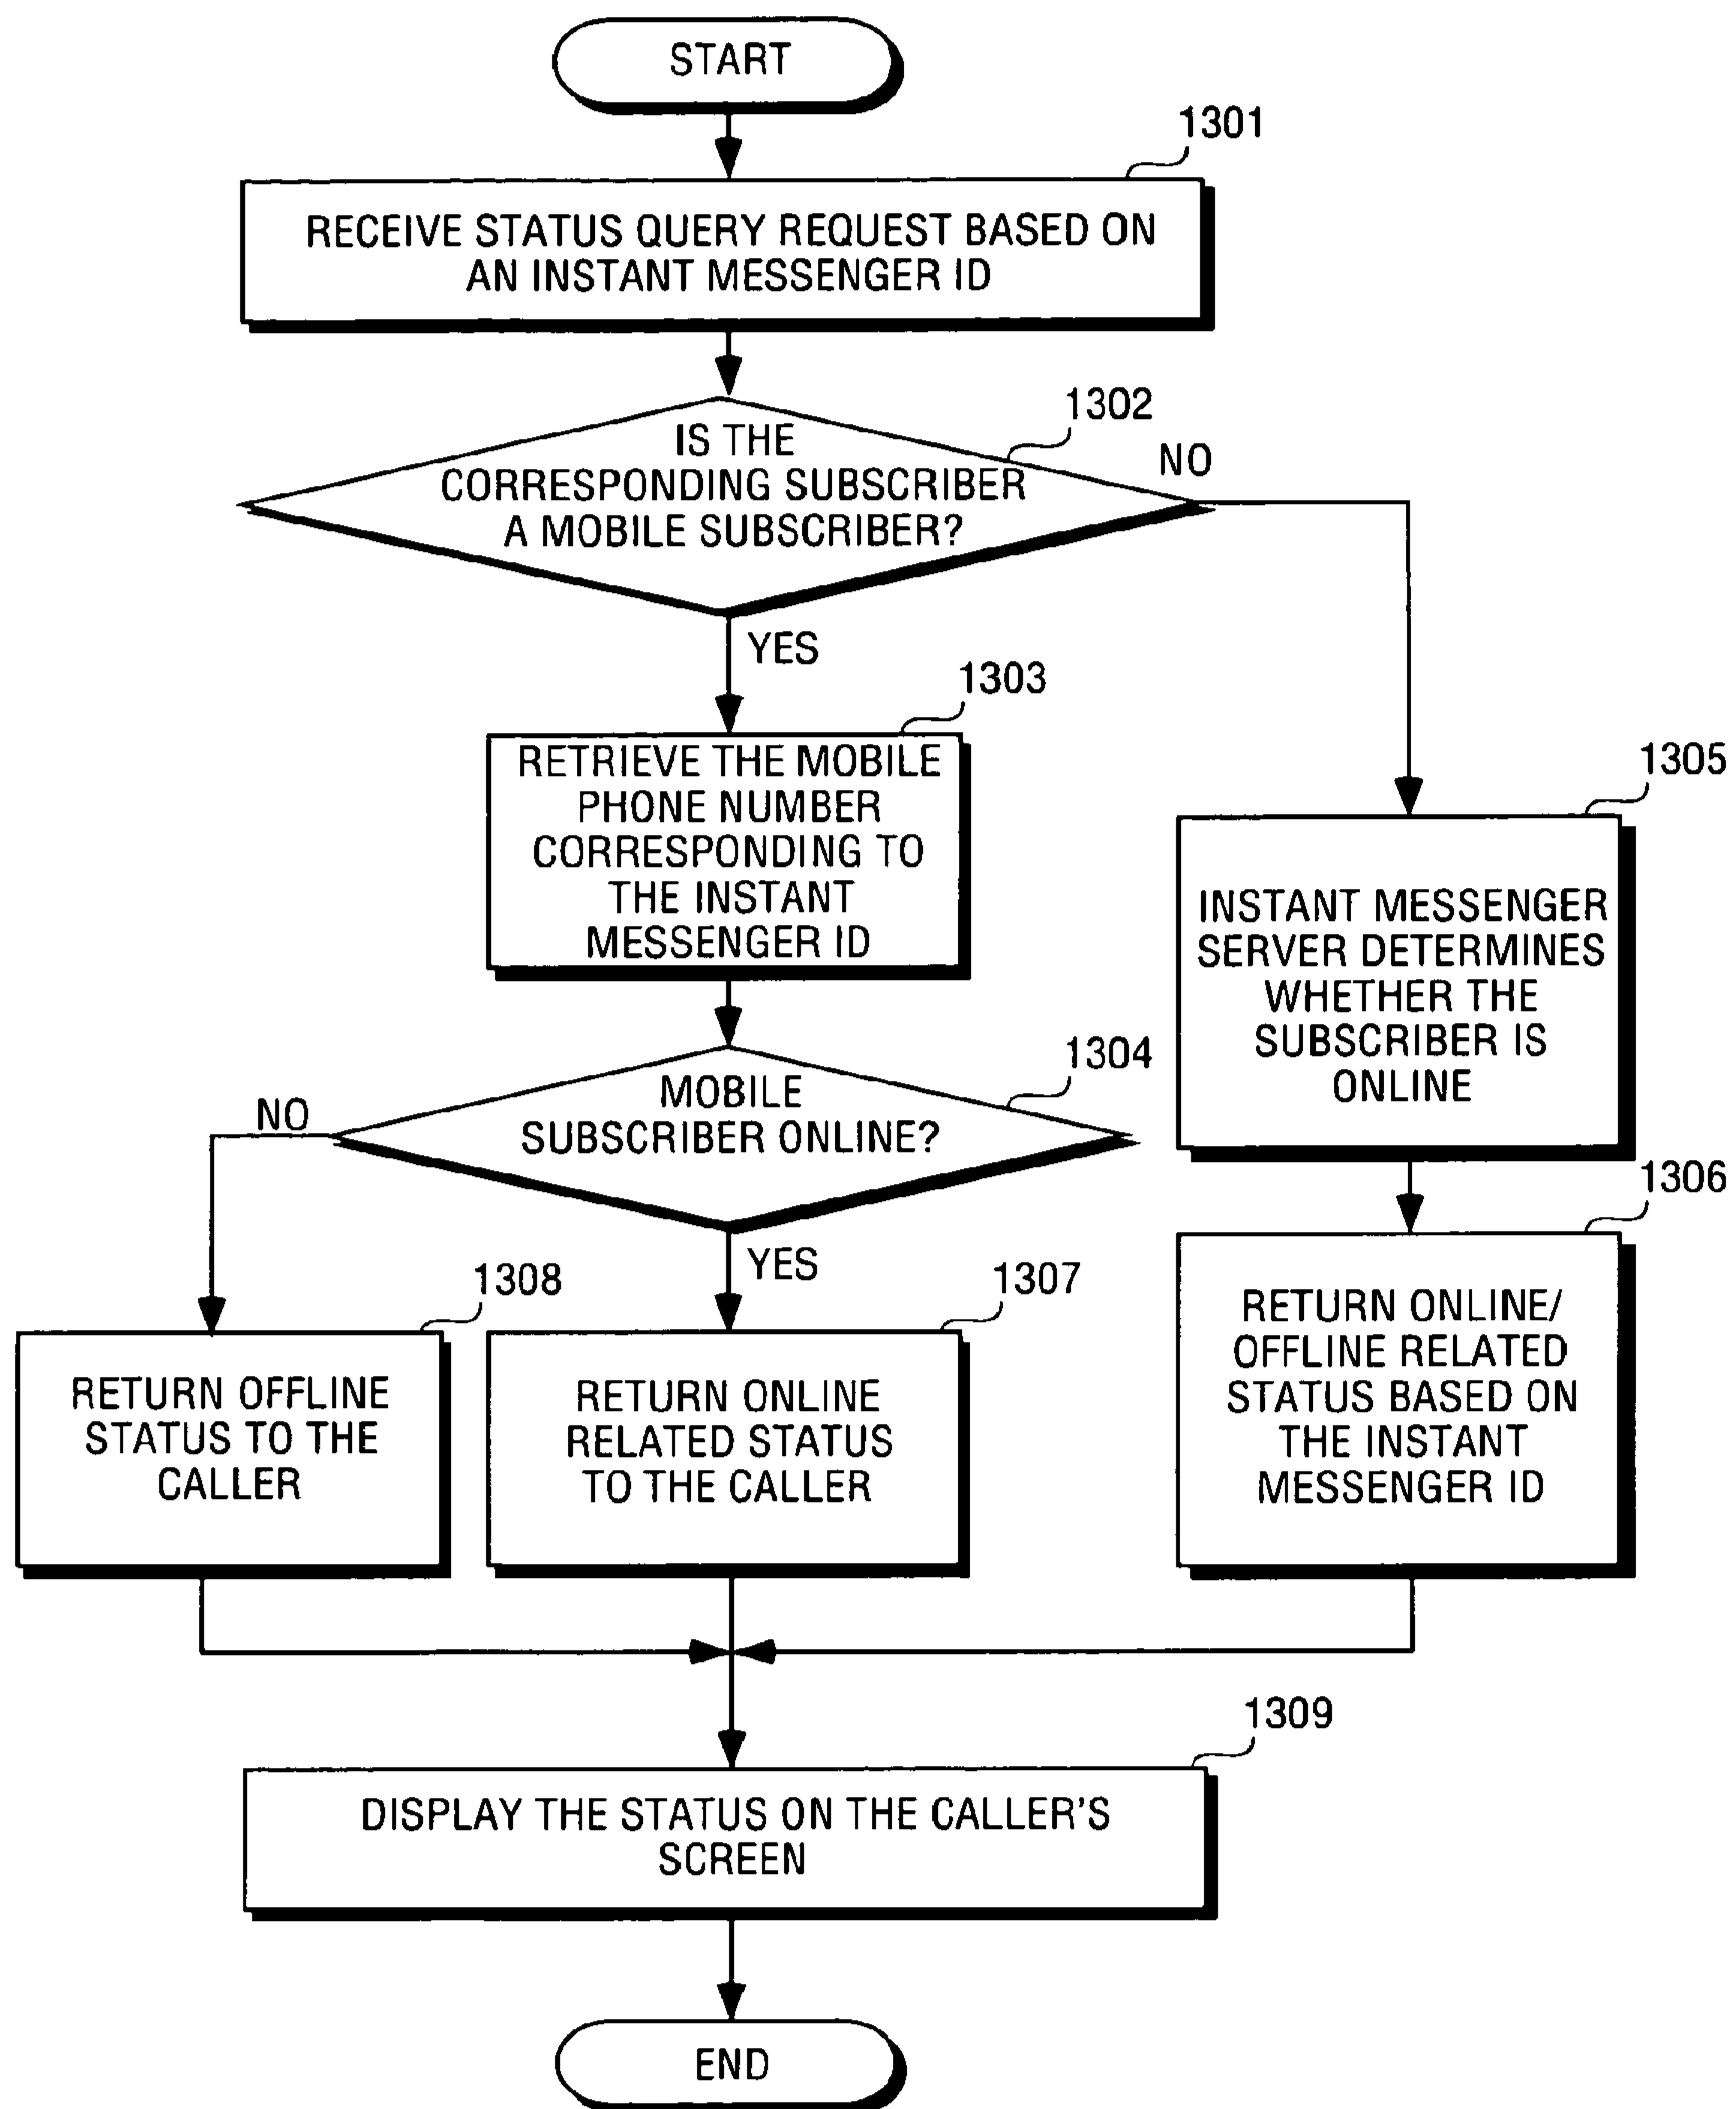 START
1301
RECEIVE STATUS QUERY REQUEST BASED ON
AN INSTANT MESSENGER ID
1302
IS THE
CORRESPONDING SUBSCRIBER
A MOBILE SUBSCRIBER?
NO
YES
1303
RETRIEVE THE MOBILE
PHONE NUMBER
CORRESPONDING TO
THE INSTANT
MESSENGER ID
1305
INSTANT MESSENGER
SERVER DETERMINES
WHETHER THE
SUBSCRIBER IS
ONLINE
1304
MOBILE
SUBSCRIBER ONLINE?
NO
YES
1306
RETURN ONLINE/
OFFLINE RELATED
STATUS BASED ON
THE INSTANT
MESSENGER ID
1308
RETURN OFFLINE
STATUS TO THE
CALLER
1307
RETURN ONLINE
RELATED STATUS
TO THE CALLER
1309
DISPLAY THE STATUS ON THE CALLER'S
SCREEN
END